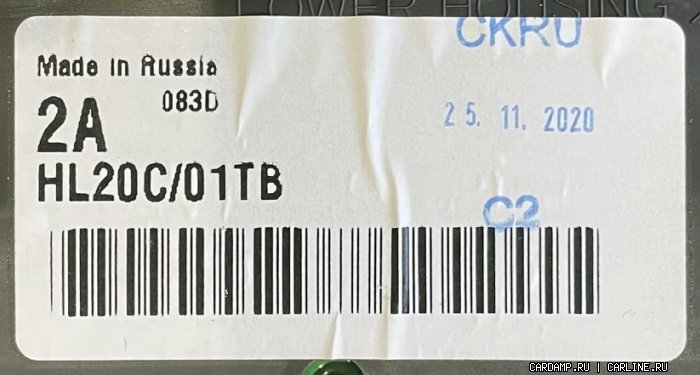 LOWER HOUSING
CKRU
Made in Russia
083D
2A
25. 11. 2020
HL20C/01TB
C2
CARDAMP.RU | CARLINE.RU